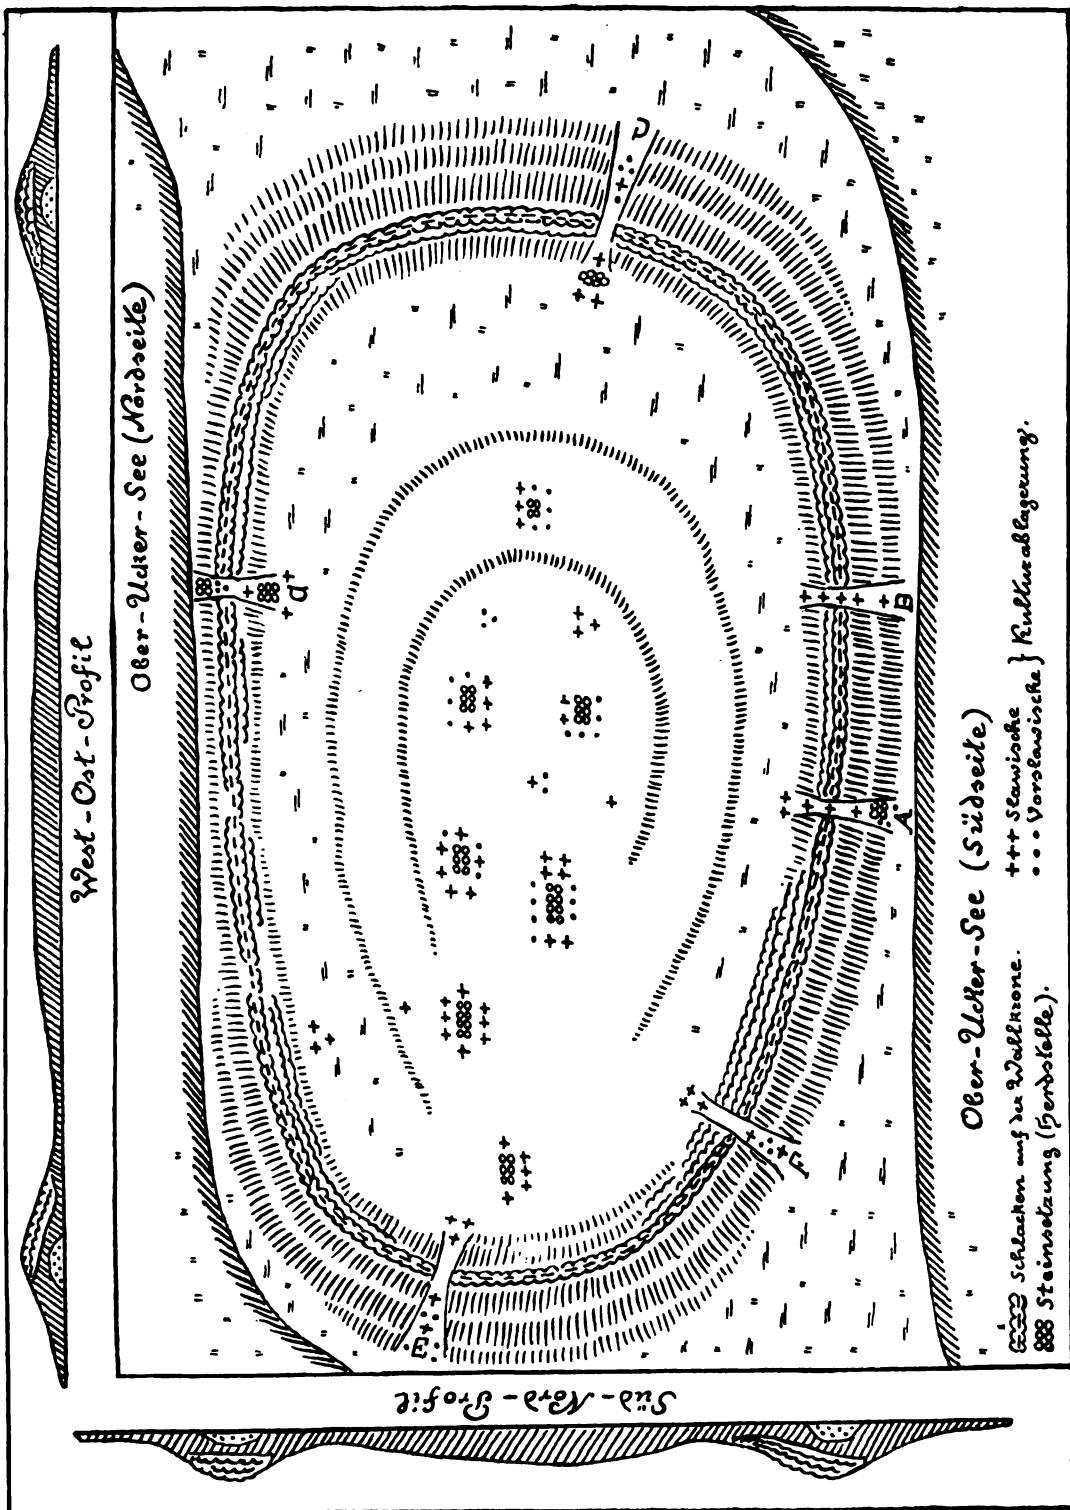 West-Ost-Profil
Ober-Ucker-See (Nordseite)
C
d
B
A
F
E
Ober-Ucker-See (Südseite)
Schlacken auf der Wallkrone.
Steinsetzung (Herdstelle).
+++ Slawische
••• Vorslawische } Kulturablagerung.
Süd-Nord-Profil